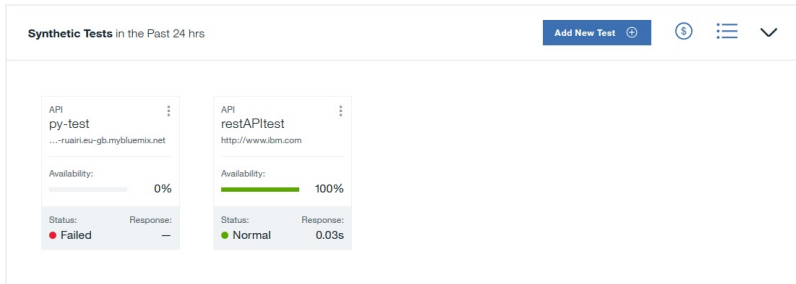 Synthetic Tests in the Past 24 hrs
Add New Test
$
API
py-test
...-ruairi.eu-gb.mybluemix.net
Availability:
0%
Status: Response:
Failed —
API
restAPItest
http://www.ibm.com
Availability:
100%
Status: Response:
Normal 0.03s